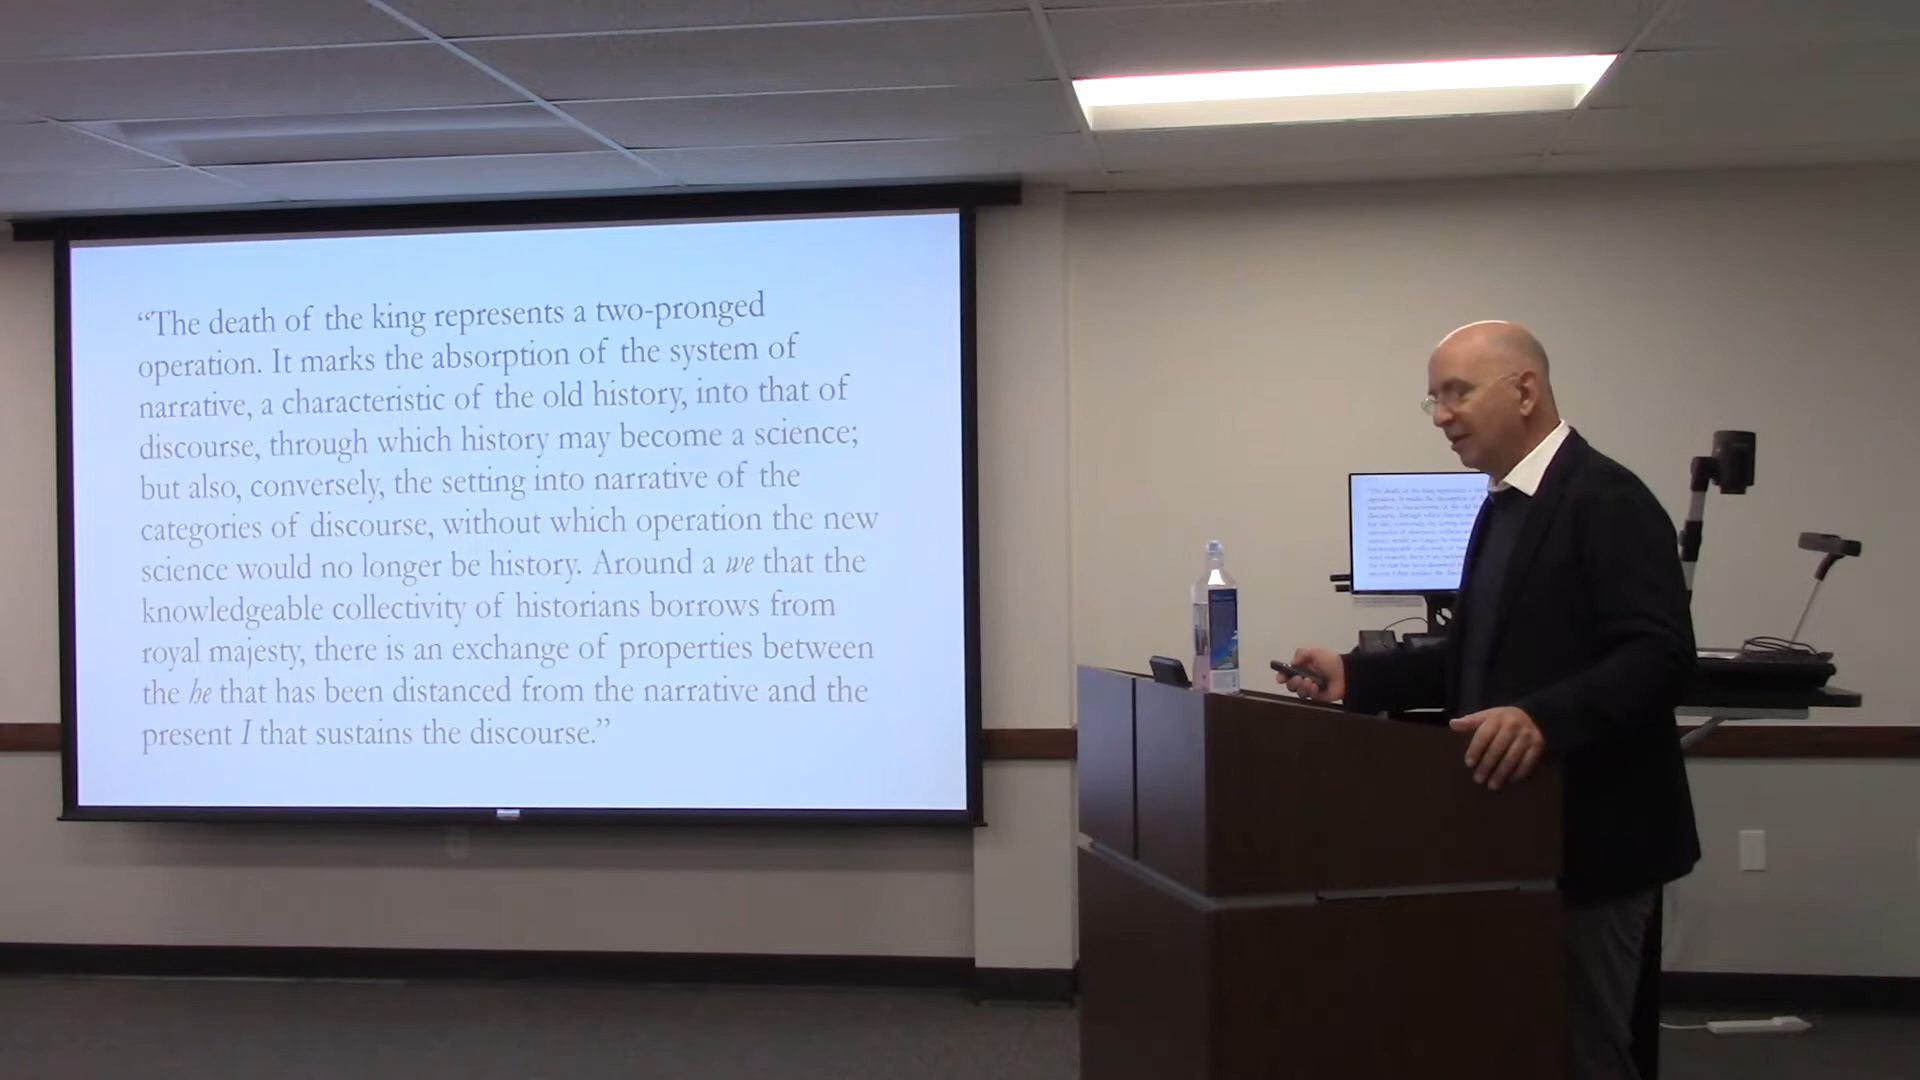 “The death of the king represents a two-pronged
operation. It marks the absorption of the system of
narrative, a characteristic of the old history, into that of
discourse, through which history may become a science;
but also, conversely, the setting into narrative of the
categories of discourse, without which operation the new
science would no longer be history. Around a we that the
knowledgeable collectivity of historians borrows from
royal majesty, there is an exchange of properties between
the he that has been distanced from the narrative and the
present I that sustains the discourse.”